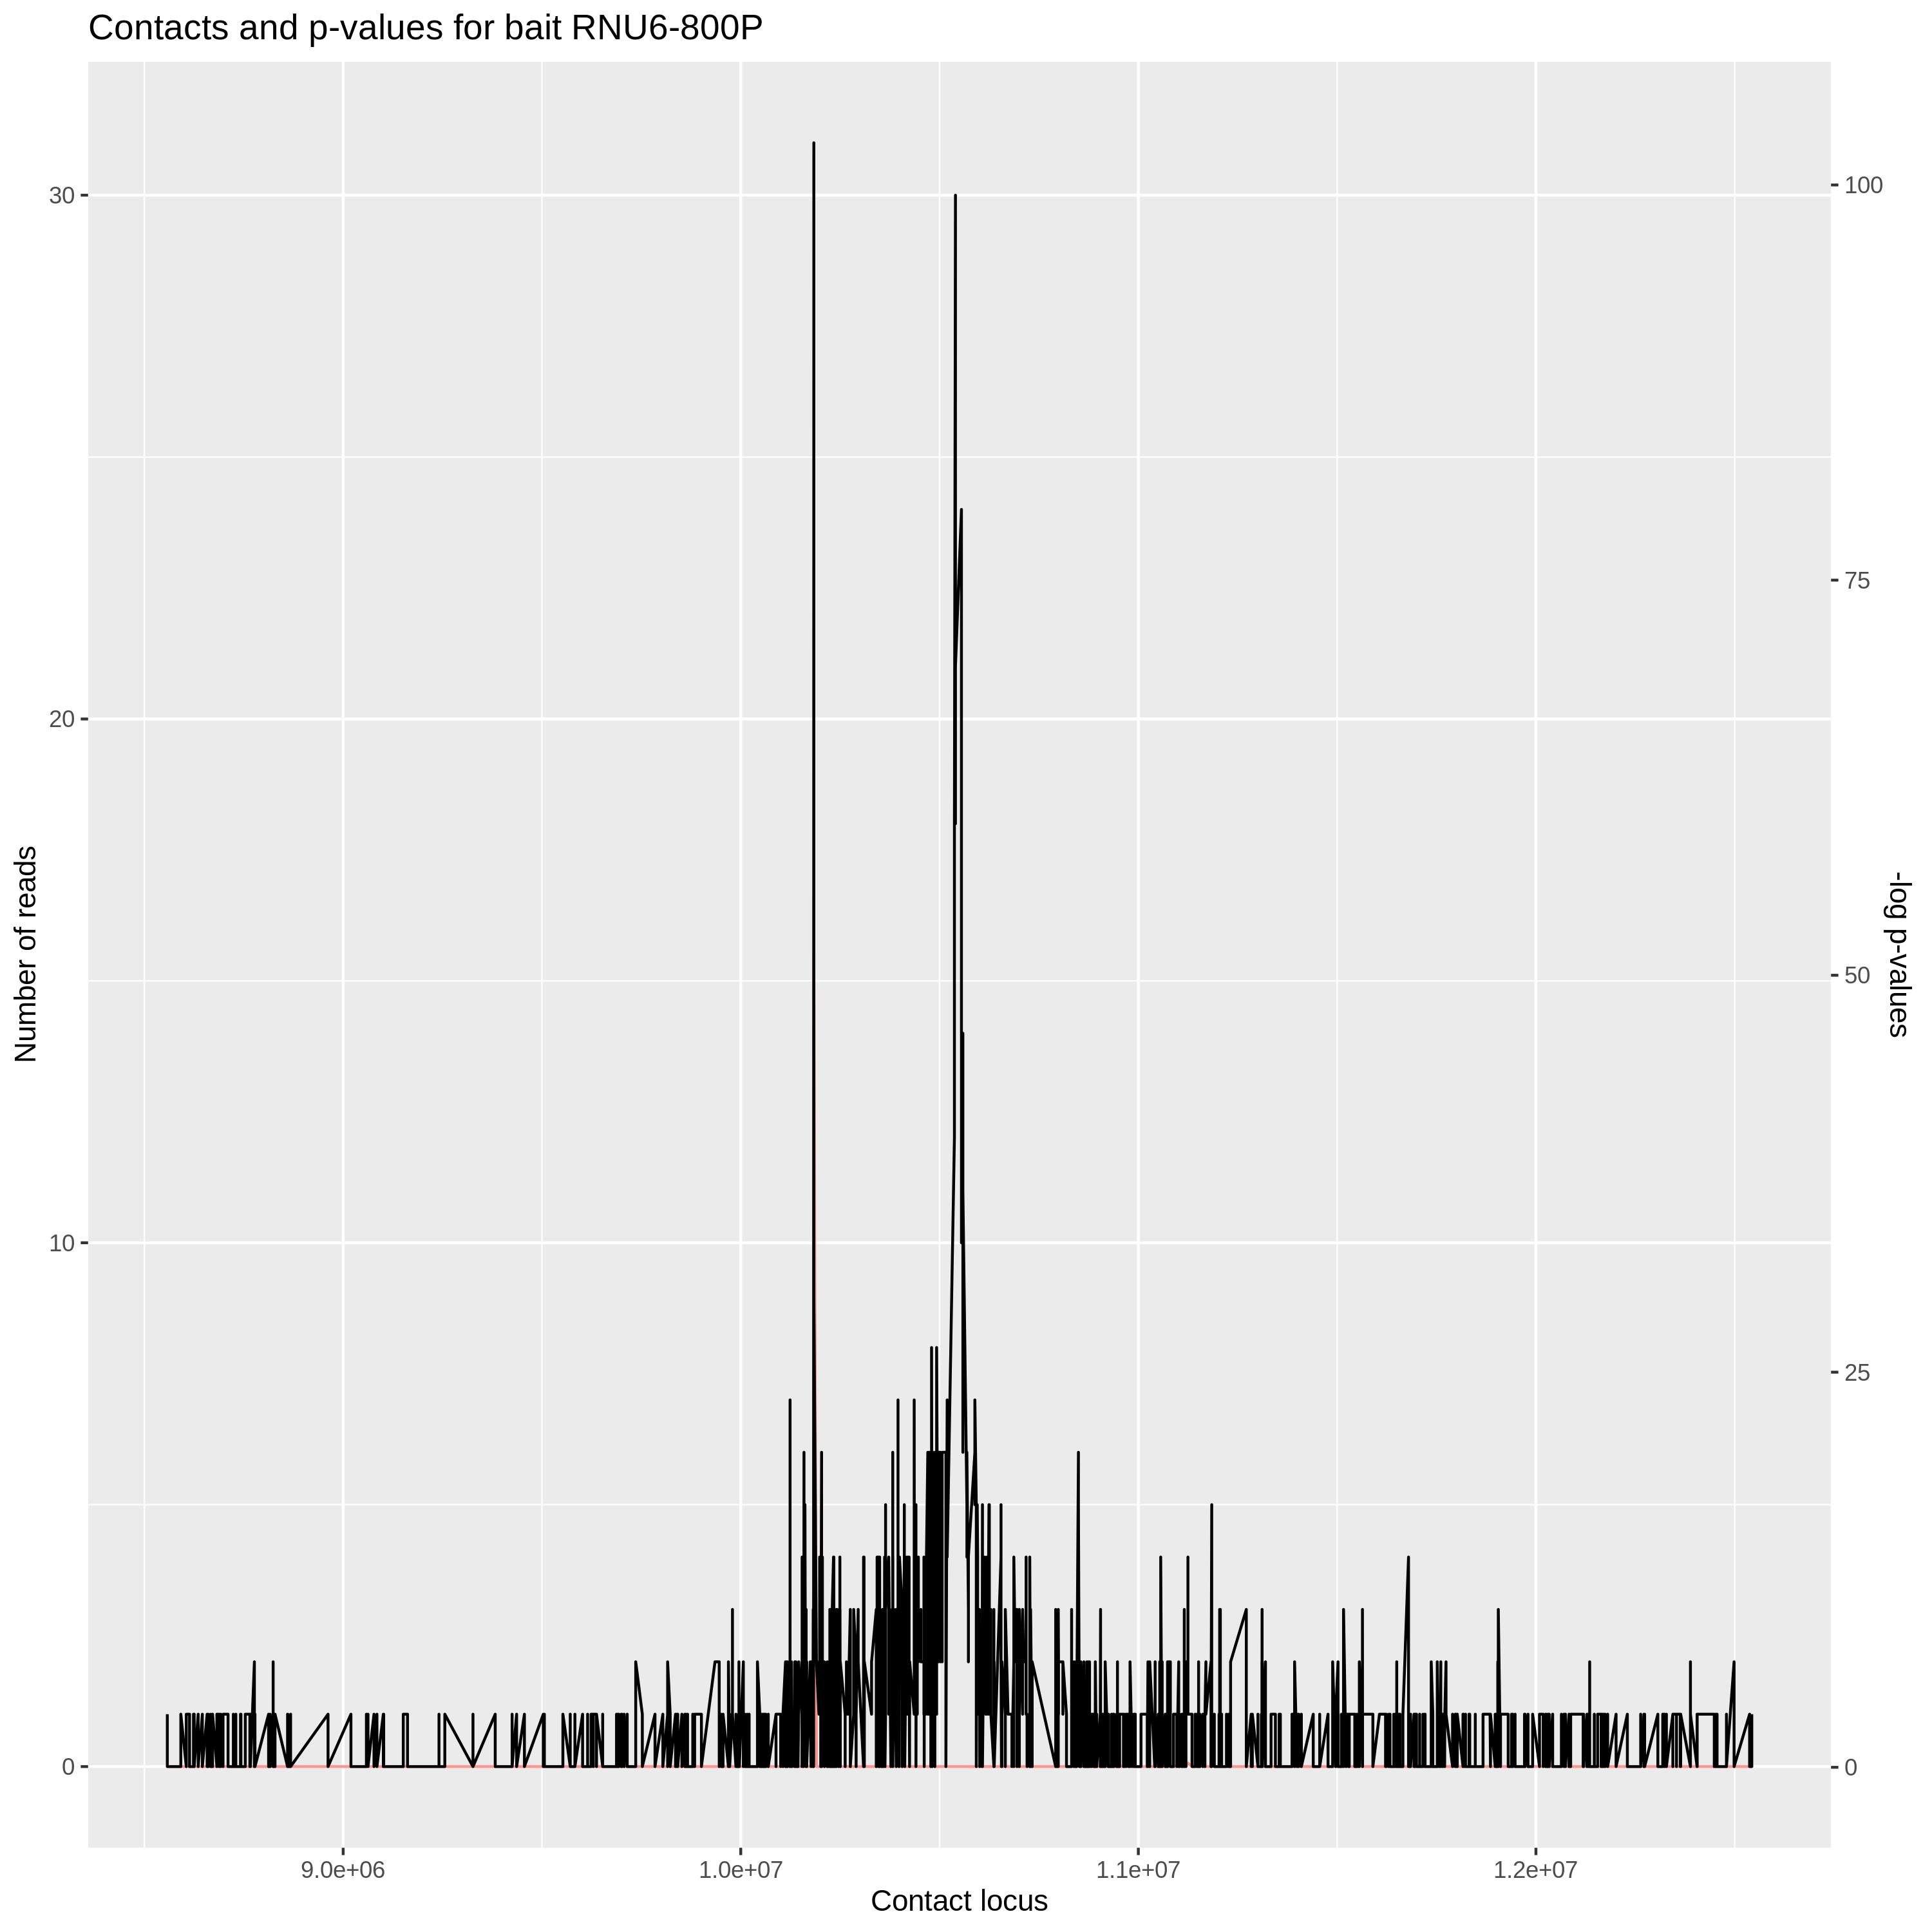 Contacts and p-values for bait RNU6-800P
30
20
10
0
Number of reads
100
75
50
25
0
-log p-values
9.0e+06
1.0e+07
1.1e+07
1.2e+07
Contact locus